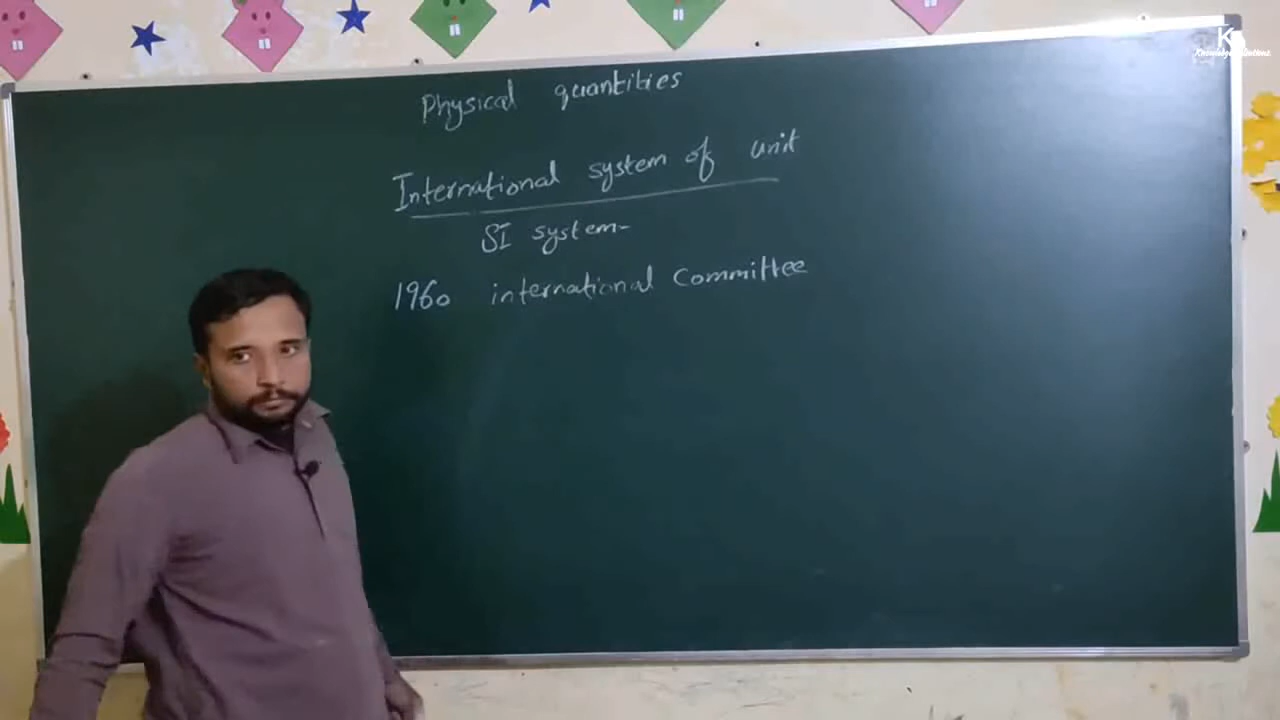 Physical quantities
International system of unit
SI system-
1960 international Committee